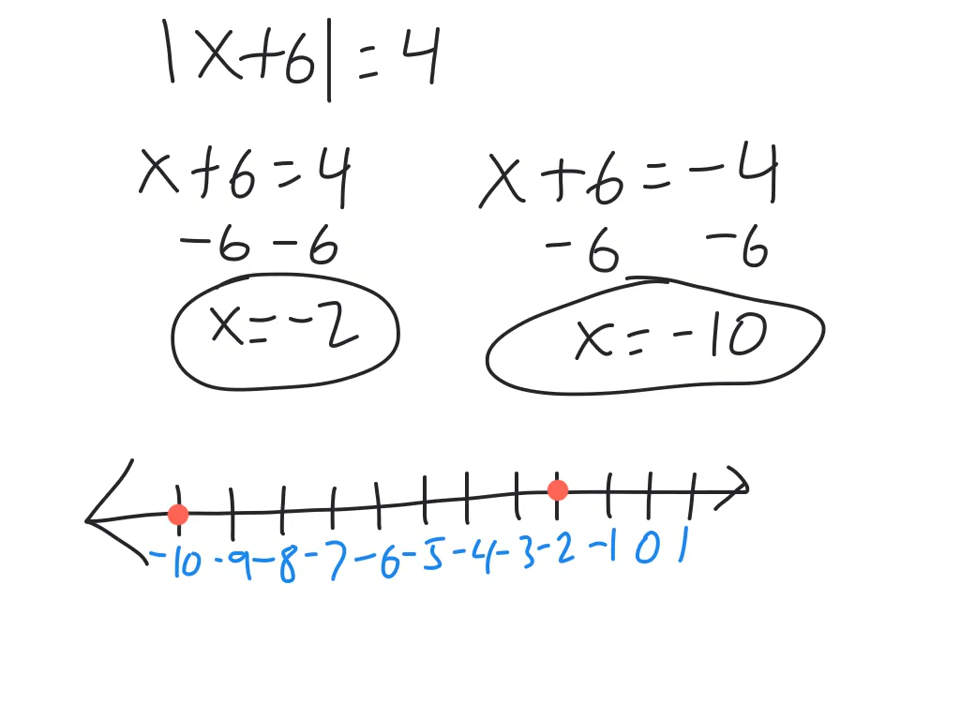 |x+6|=4
x+6=4
-6 -6
x=-2
x+6=-4
-6 -6
x=-10
-10 -9 -8 -7 -6 -5 -4 -3 -2 -1 0 1